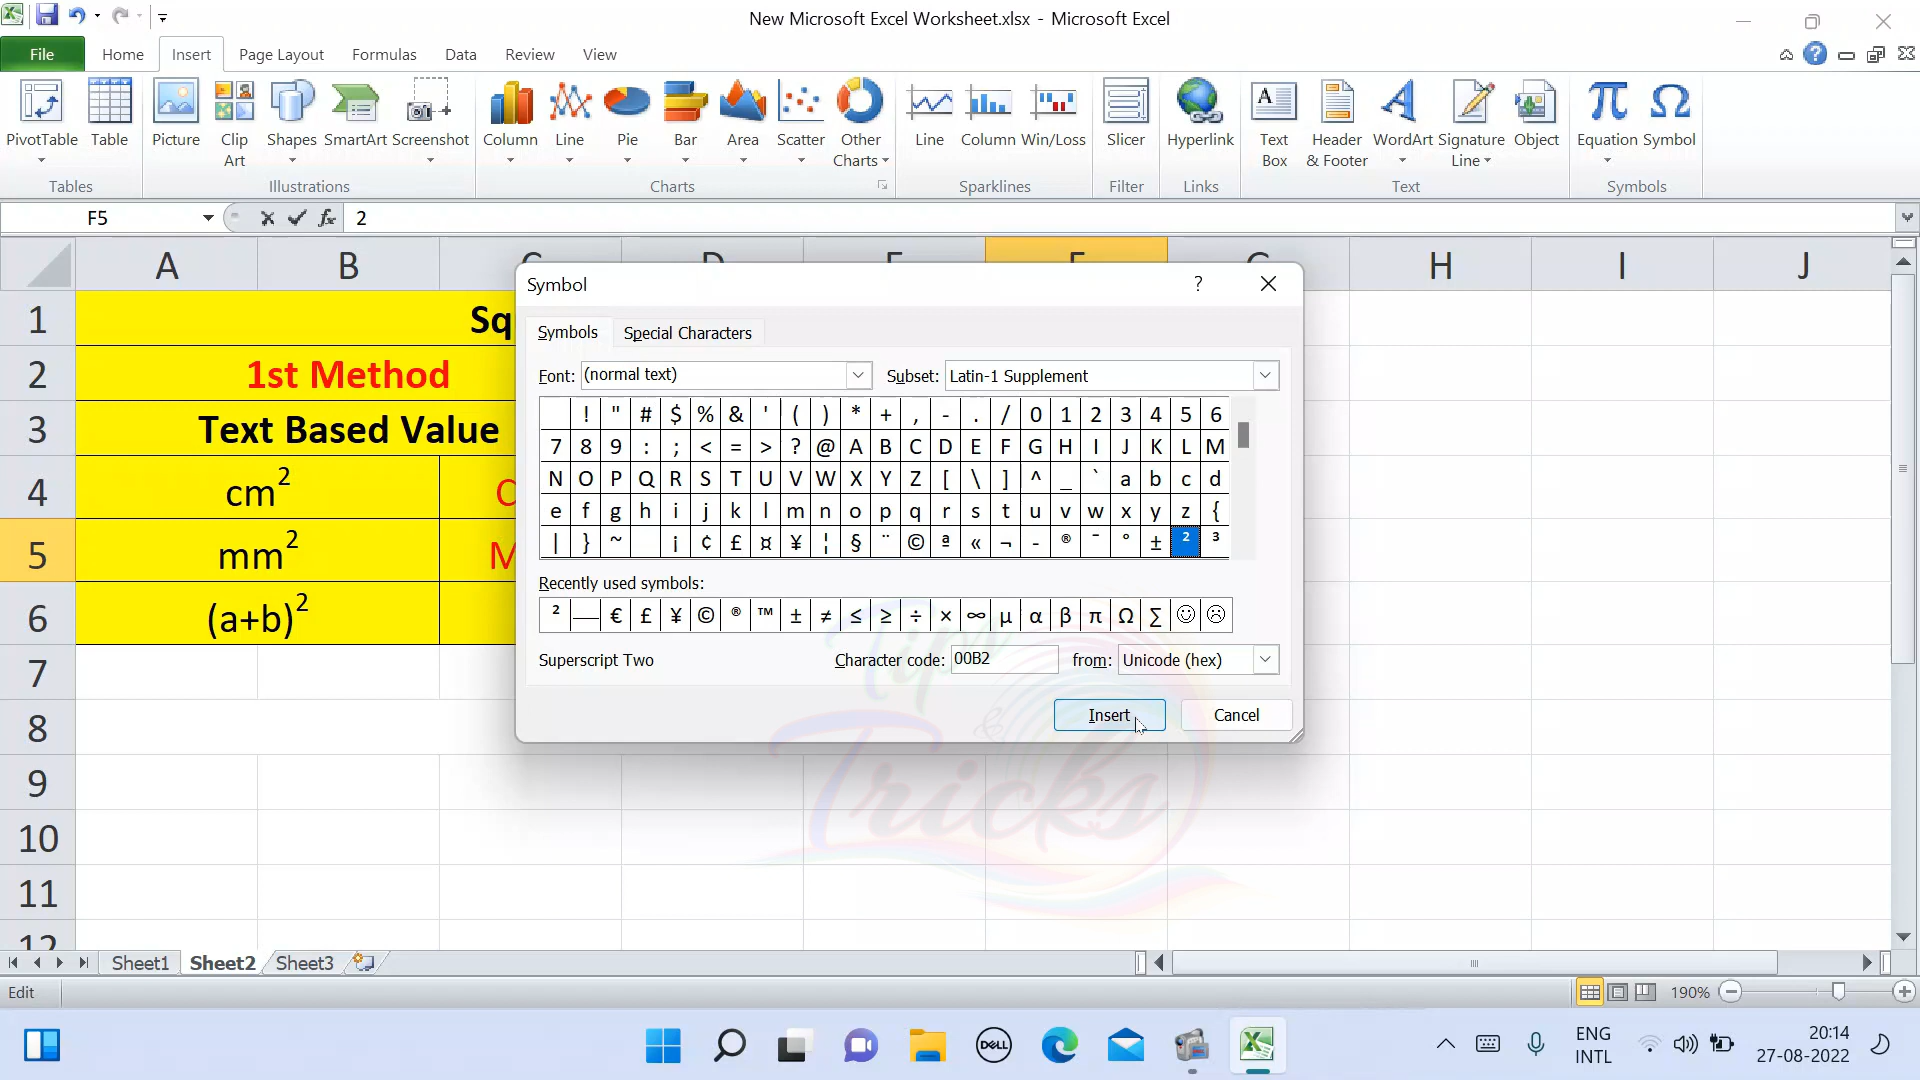 New Microsoft Excel Worksheet.xlsx - Microsoft Excel
File Home Insert Page Layout Formulas Data Review View
PivotTable Table Picture Clip Art Shapes SmartArt Screenshot Column Line Pie Bar Area Scatter Other Charts Line Column Win/Loss Slicer Hyperlink Text Box Header & Footer WordArt Signature Line Object Equation Symbol
Tables Illustrations Charts Sparklines Filter Links Text Symbols
F5 fx 2
A B H I J
1 Sq
2 1st Method
3 Text Based Value
4 cm²
5 mm²
6 (a+b)²
7
8
9
10
11
12
Symbol ?
Symbols Special Characters
Font: (normal text) Subset: Latin-1 Supplement
! " # $ % & ' ( ) * + , - . / 0 1 2 3 4 5 6
7 8 9 : ; < = > ? @ A B C D E F G H I J K L M
N O P Q R S T U V W X Y Z [ \ ] ^ _ ` a b c d
e f g h i j k l m n o p q r s t u v w x y z {
| } ~ ¡ ¢ £ ¤ ¥ ¦ § ¨ © ª « ¬ - ® ¯ ° ± ² ³
Recently used symbols:
² — € £ ¥ © ® ™ ± ≠ ≤ ≥ ÷ × ∞ µ α β π Ω ∑ ☺ ☹
Superscript Two Character code: 00B2 from: Unicode (hex)
Insert Cancel
Tips
&
Tricks
Sheet1 Sheet2 Sheet3
Edit 190%
DELL
ENG
INTL
20:14
27-08-2022